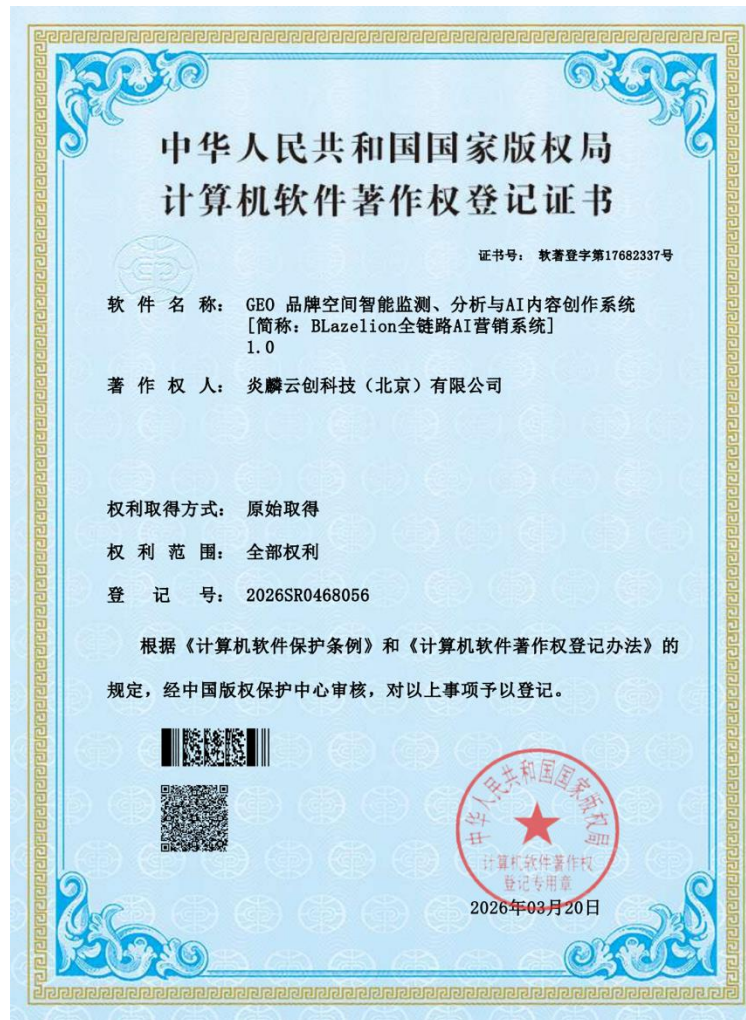 中华人民共和国国家版权局
计算机软件著作权登记证书
证书号： 软著登字第17682337号
软件名称： GEO 品牌空间智能监测、分析与AI内容创作系统
[简称：BLazelion全链路AI营销系统]
1.0
著作权人： 炎麟云创科技（北京）有限公司
权利取得方式： 原始取得
权利范围： 全部权利
登记号： 2026SR0468056
根据《计算机软件保护条例》和《计算机软件著作权登记办法》的
规定，经中国版权保护中心审核，对以上事项予以登记。
中华人民共和国国家版权局
计算机软件著作权
登记专用章
2026年03月20日